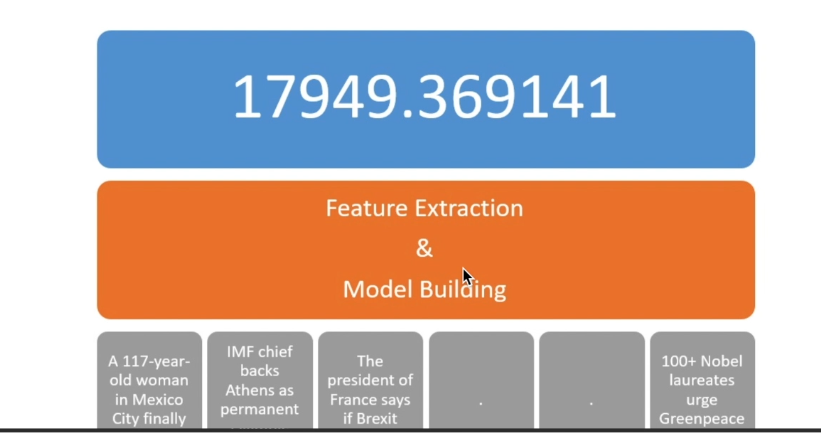 17949.369141
Feature Extraction
&
Model Building
A 117-year-
old woman
in Mexico
City finally
IMF chief
backs
Athens as
permanent
The
president of
France says
if Brexit
.
.
100+ Nobel
laureates
urge
Greenpeace